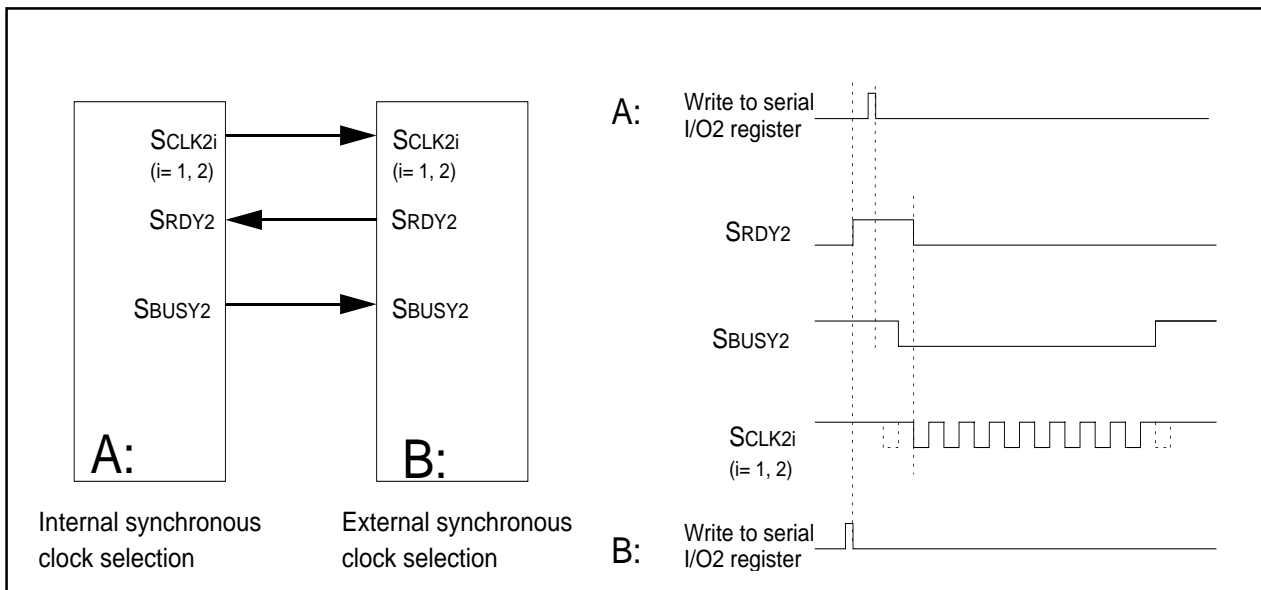 SCLK2i
(i= 1, 2)
SRDY2
SBUSY2
A:
SCLK2i
(i= 1, 2)
SRDY2
SBUSY2
B:
Internal synchronous
clock selection
External synchronous
clock selection
A:
Write to serial
I/O2 register
SRDY2
SBUSY2
SCLK2i
(i= 1, 2)
B:
Write to serial
I/O2 register